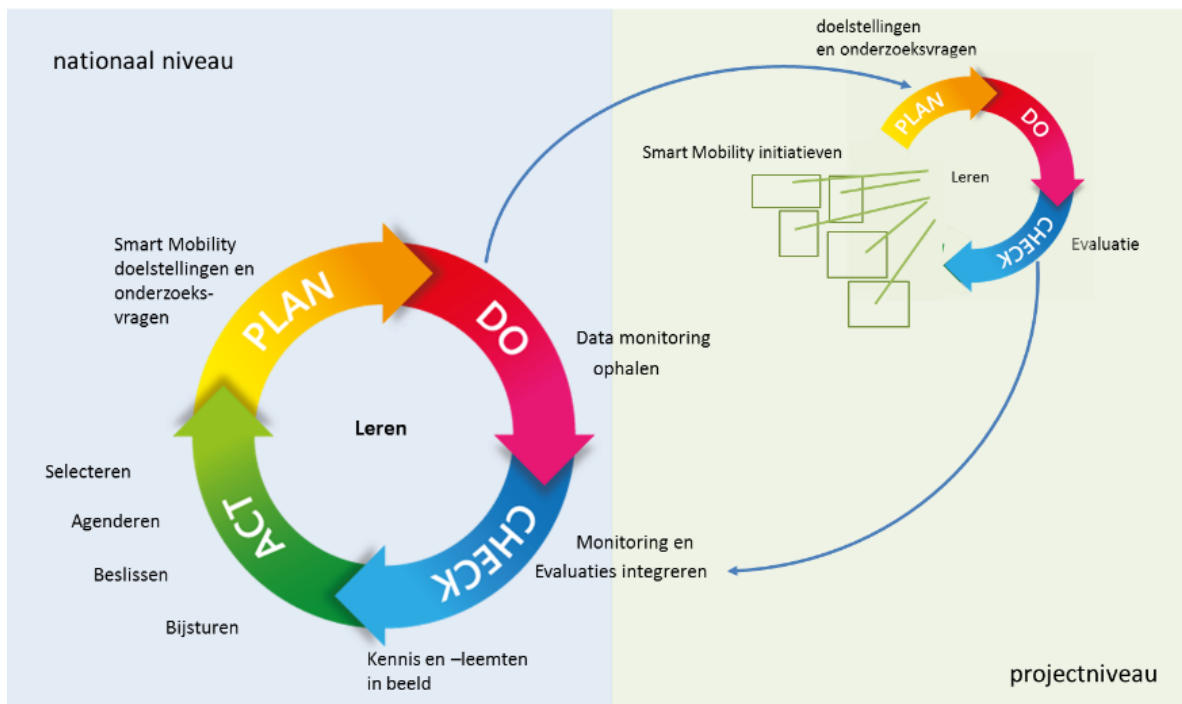 nationaal niveau
Smart Mobility
doelstellingen en
onderzoeks-
vragen
PLAN
DO
CHECK
ACT
Leren
Data monitoring
ophalen
Monitoring en
Evaluaties integreren
Kennis en –leemten
in beeld
Selecteren
Agenderen
Beslissen
Bijsturen
doelstellingen
en onderzoeksvragen
PLAN
DO
CHECK
Leren
Smart Mobility initiatieven
Evaluatie
projectniveau